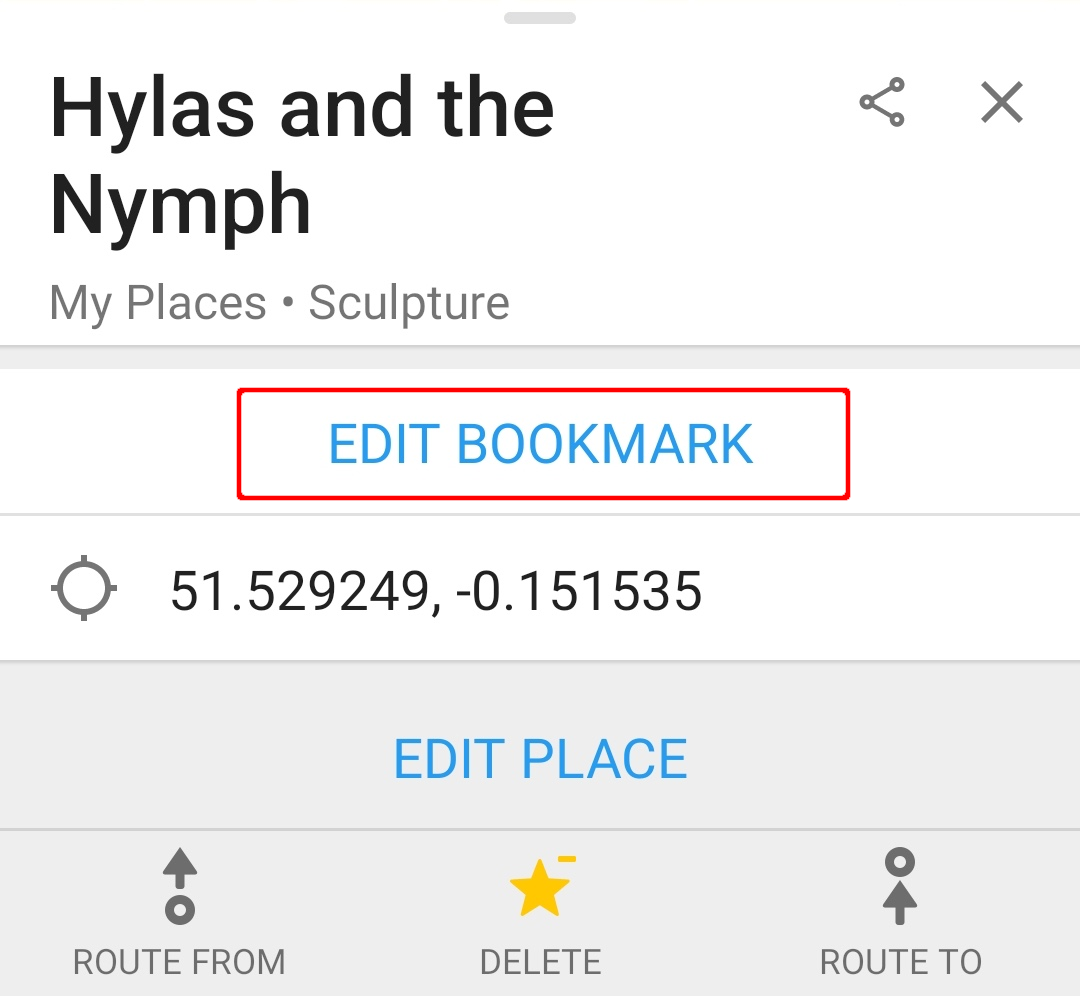 Hylas and the
Nymph
My Places • Sculpture
EDIT BOOKMARK
51.529249, -0.151535
EDIT PLACE
ROUTE FROM
DELETE
ROUTE TO